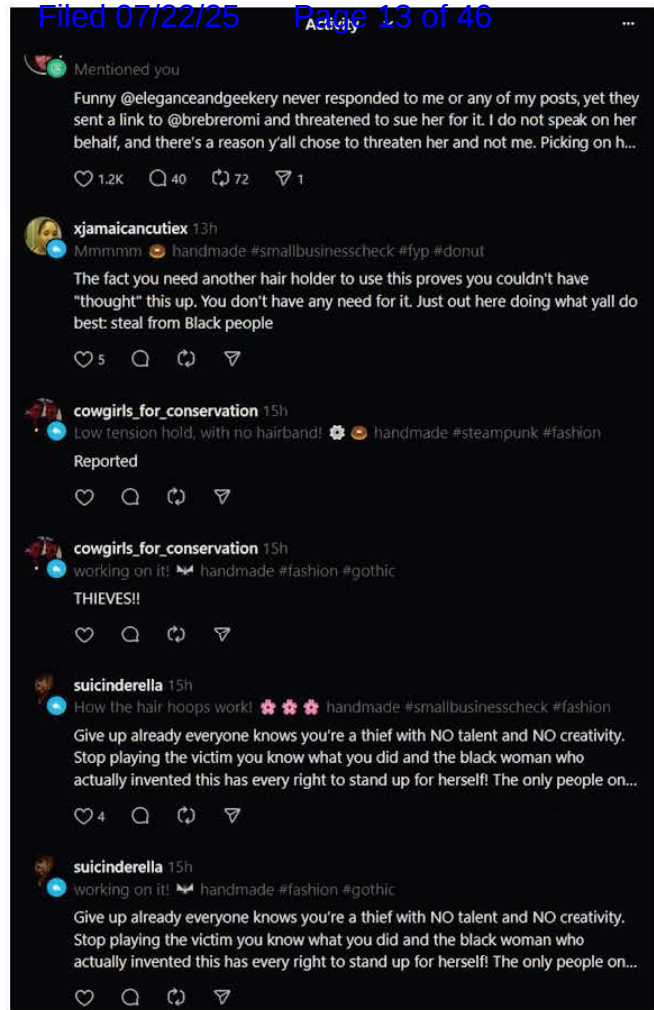 Filed 07/22/25 Page 13 of 46
Activity
Mentioned you
Funny @eleganceandgeekery never responded to me or any of my posts, yet they
sent a link to @brebreromi and threatened to sue her for it. I do not speak on her
behalf, and there's a reason y'all chose to threaten her and not me. Picking on h...
1.2K 40 72 1
xjamaicancutiex 13h
Mmmmm 🍩 handmade #smallbusinesscheck #fyp #donut
The fact you need another hair holder to use this proves you couldn't have
"thought" this up. You don't have any need for it. Just out here doing what yall do
best: steal from Black people
5
cowgirls_for_conservation 15h
Low tension hold, with no hairband! ⚙️ 🍩 handmade #steampunk #fashion
Reported
cowgirls_for_conservation 15h
working on it! 🦇 handmade #fashion #gothic
THIEVES!!
suicinderella 15h
How the hair hoops work! 🌸 🌸 🌸 handmade #smallbusinesscheck #fashion
Give up already everyone knows you're a thief with NO talent and NO creativity.
Stop playing the victim you know what you did and the black woman who
actually invented this has every right to stand up for herself! The only people on...
4
suicinderella 15h
working on it! 🦇 handmade #fashion #gothic
Give up already everyone knows you're a thief with NO talent and NO creativity.
Stop playing the victim you know what you did and the black woman who
actually invented this has every right to stand up for herself! The only people on...